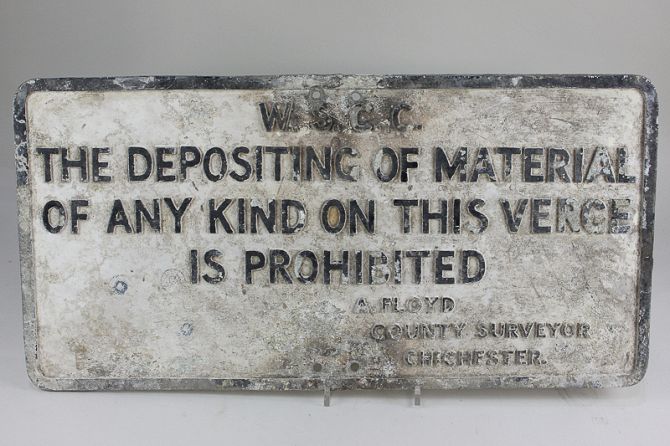 W. S. C. C.
THE DEPOSITING OF MATERIAL
OF ANY KIND ON THIS VERGE
IS PROHIBITED
A. FLOYD
COUNTY SURVEYOR
CHICHESTER.